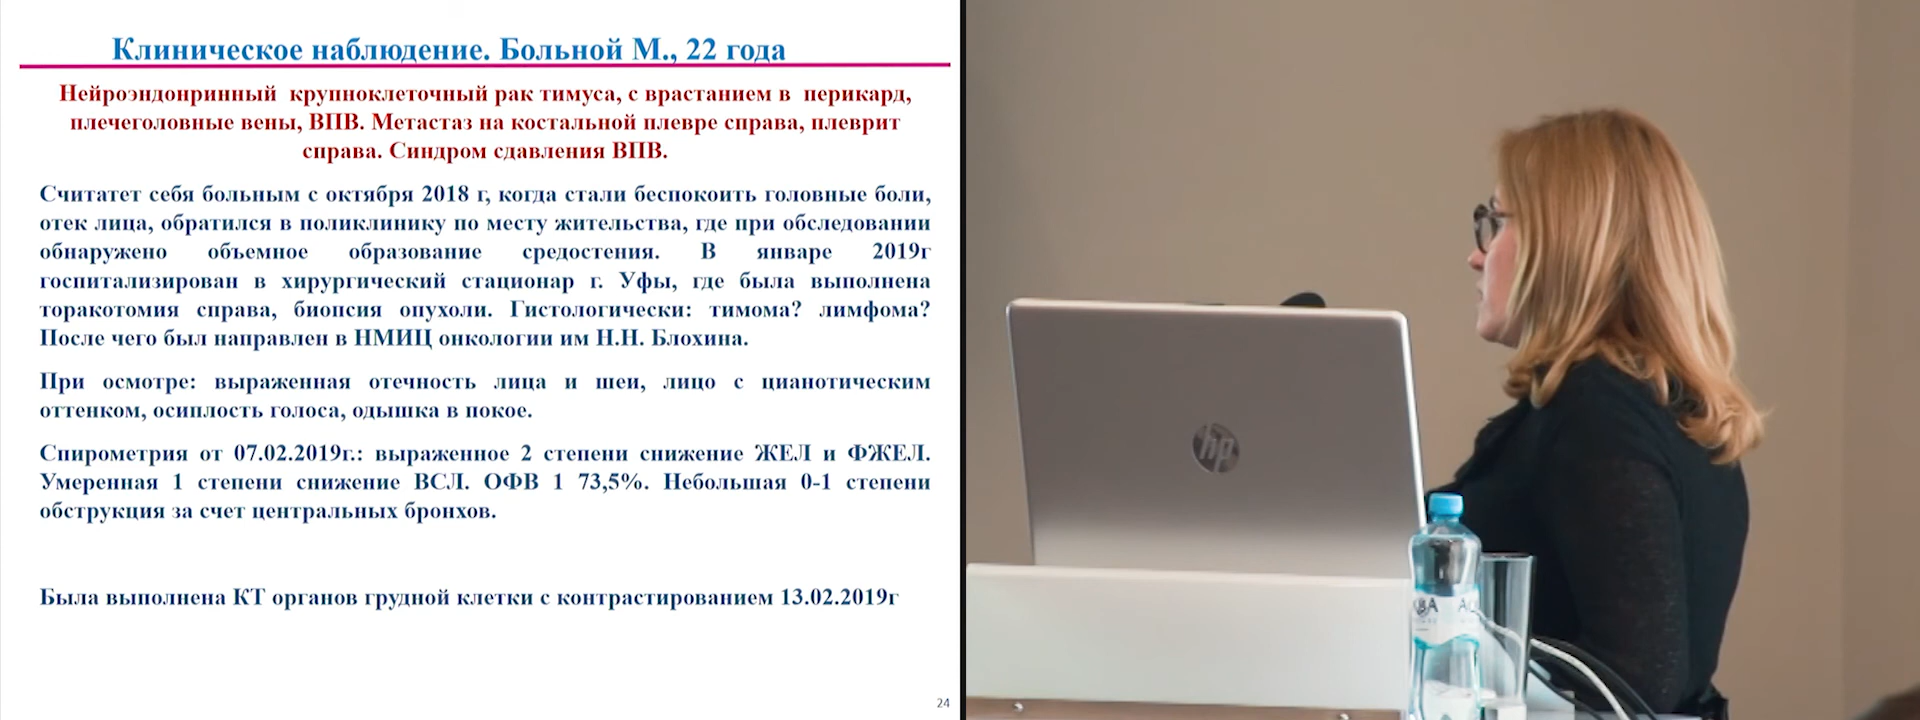 Клиническое наблюдение. Больной М., 22 года
Нейроэндонринный крупноклеточный рак тимуса, с врастанием в перикард,
плечеголовные вены, ВПВ. Метастаз на костальной плевре справа, плеврит
справа. Синдром сдавления ВПВ.
Считатет себя больным с октября 2018 г, когда стали беспокоить головные боли,
отек лица, обратился в поликлинику по месту жительства, где при обследовании
обнаружено объемное образование средостения. В январе 2019г
госпитализирован в хирургический стационар г. Уфы, где была выполнена
торакотомия справа, биопсия опухоли. Гистологически: тимома? лимфома?
После чего был направлен в НМИЦ онкологии им Н.Н. Блохина.
При осмотре: выраженная отечность лица и шеи, лицо с цианотическим
оттенком, осиплость голоса, одышка в покое.
Спирометрия от 07.02.2019г.: выраженное 2 степени снижение ЖЕЛ и ФЖЕЛ.
Умеренная 1 степени снижение ВСЛ. ОФВ 1 73,5%. Небольшая 0-1 степени
обструкция за счет центральных бронхов.
Была выполнена КТ органов грудной клетки с контрастированием 13.02.2019г
24
hp